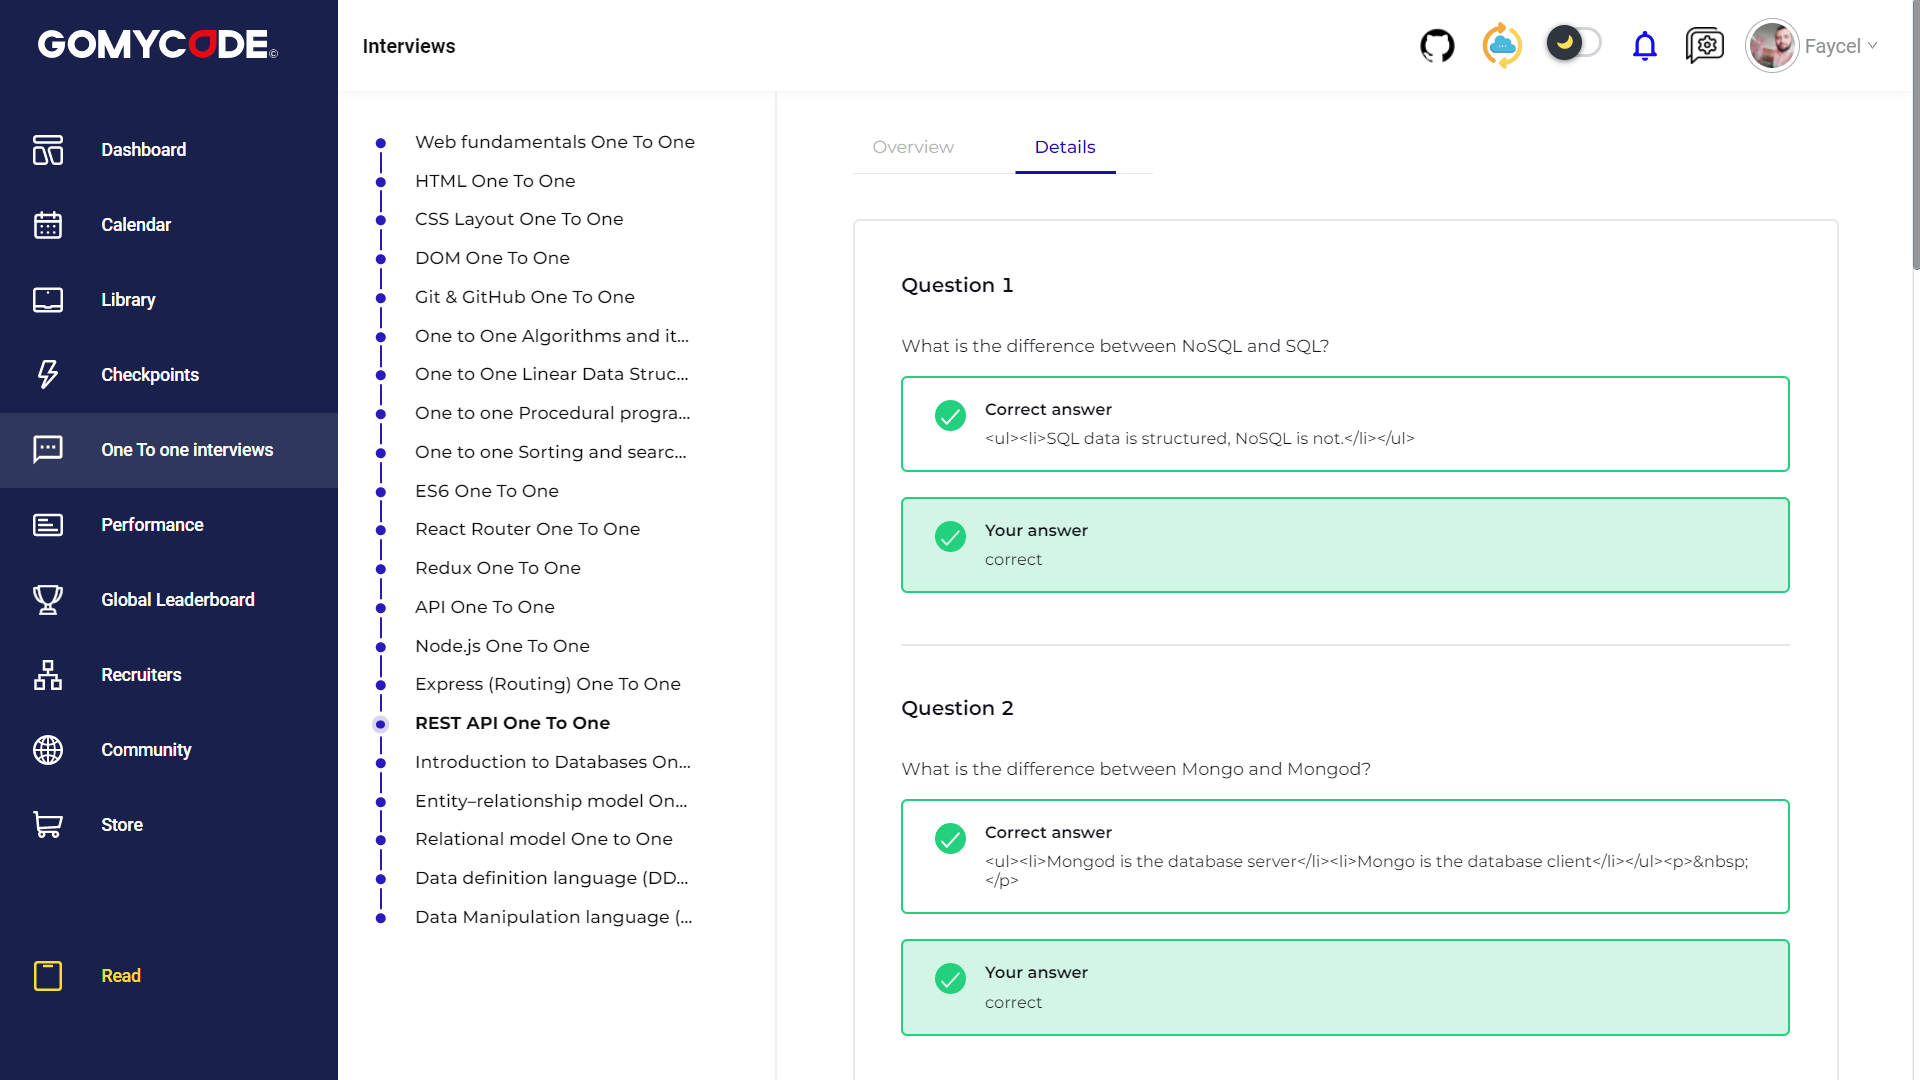 GOMYCODE©
Dashboard
Calendar
Library
Checkpoints
One To one interviews
Performance
Global Leaderboard
Recruiters
Community
Store
Read
Interviews
Faycel
Web fundamentals One To One
HTML One To One
CSS Layout One To One
DOM One To One
Git & GitHub One To One
One to One Algorithms and it...
One to One Linear Data Struc...
One to one Procedural progra...
One to one Sorting and searc...
ES6 One To One
React Router One To One
Redux One To One
API One To One
Node.js One To One
Express (Routing) One To One
REST API One To One
Introduction to Databases On...
Entity–relationship model On...
Relational model One to One
Data definition language (DD...
Data Manipulation language (...
Overview
Details
Question 1
What is the difference between NoSQL and SQL?
Correct answer
<ul><li>SQL data is structured, NoSQL is not.</li></ul>
Your answer
correct
Question 2
What is the difference between Mongo and Mongod?
Correct answer
<ul><li>Mongod is the database server</li><li>Mongo is the database client</li></ul><p>&nbsp;
</p>
Your answer
correct